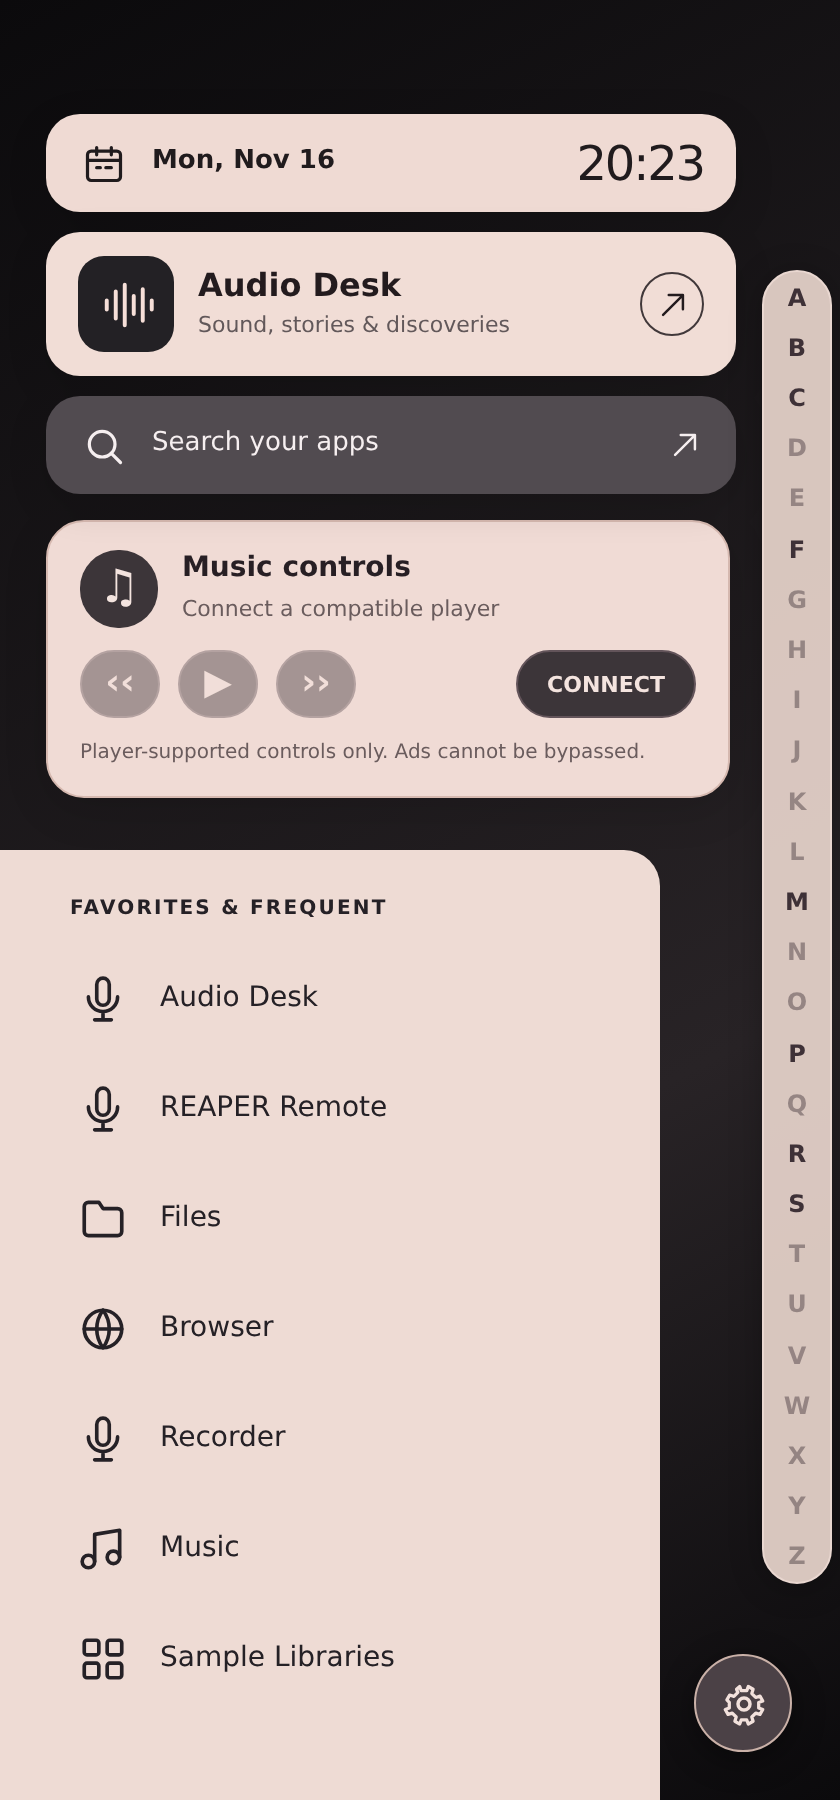 Mon, Nov 16
20:23
Audio Desk
Sound, stories & discoveries
Search your apps
Music controls
Connect a compatible player
CONNECT
Player-supported controls only. Ads cannot be bypassed.
FAVORITES & FREQUENT
Audio Desk
REAPER Remote
Files
Browser
Recorder
Music
Sample Libraries
A
B
C
D
E
F
G
H
I
J
K
L
M
N
O
P
Q
R
S
T
U
V
W
X
Y
Z